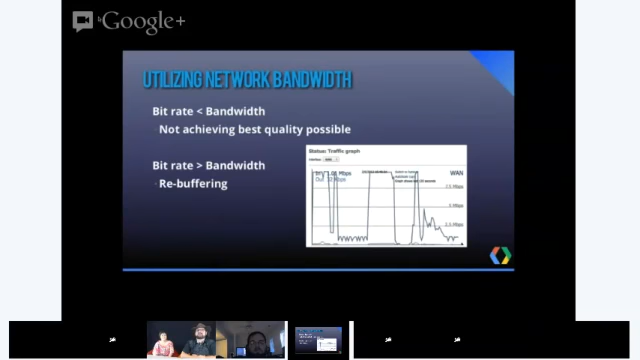 Google+
UTILIZING NETWORK BANDWIDTH
Bit rate < Bandwidth
Not achieving best quality possible
Bit rate > Bandwidth
Re-buffering
Status: Traffic graph
WAN